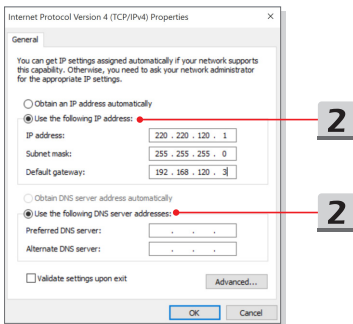 Internet Protocol Version 4 (TCP/IPv4) Properties
General
You can get IP settings assigned automatically if your network supports
this capability. Otherwise, you need to ask your network administrator
for the appropriate IP settings.
Obtain an IP address automatically
Use the following IP address:
2
IP address: 220 . 220 . 120 . 1
Subnet mask: 255 . 255 . 255 . 0
Default gateway: 192 . 168 . 120 . 3
Obtain DNS server address automatically
Use the following DNS server addresses:
2
Preferred DNS server: . . .
Alternate DNS server: . . .
Validate settings upon exit
Advanced...
OK Cancel